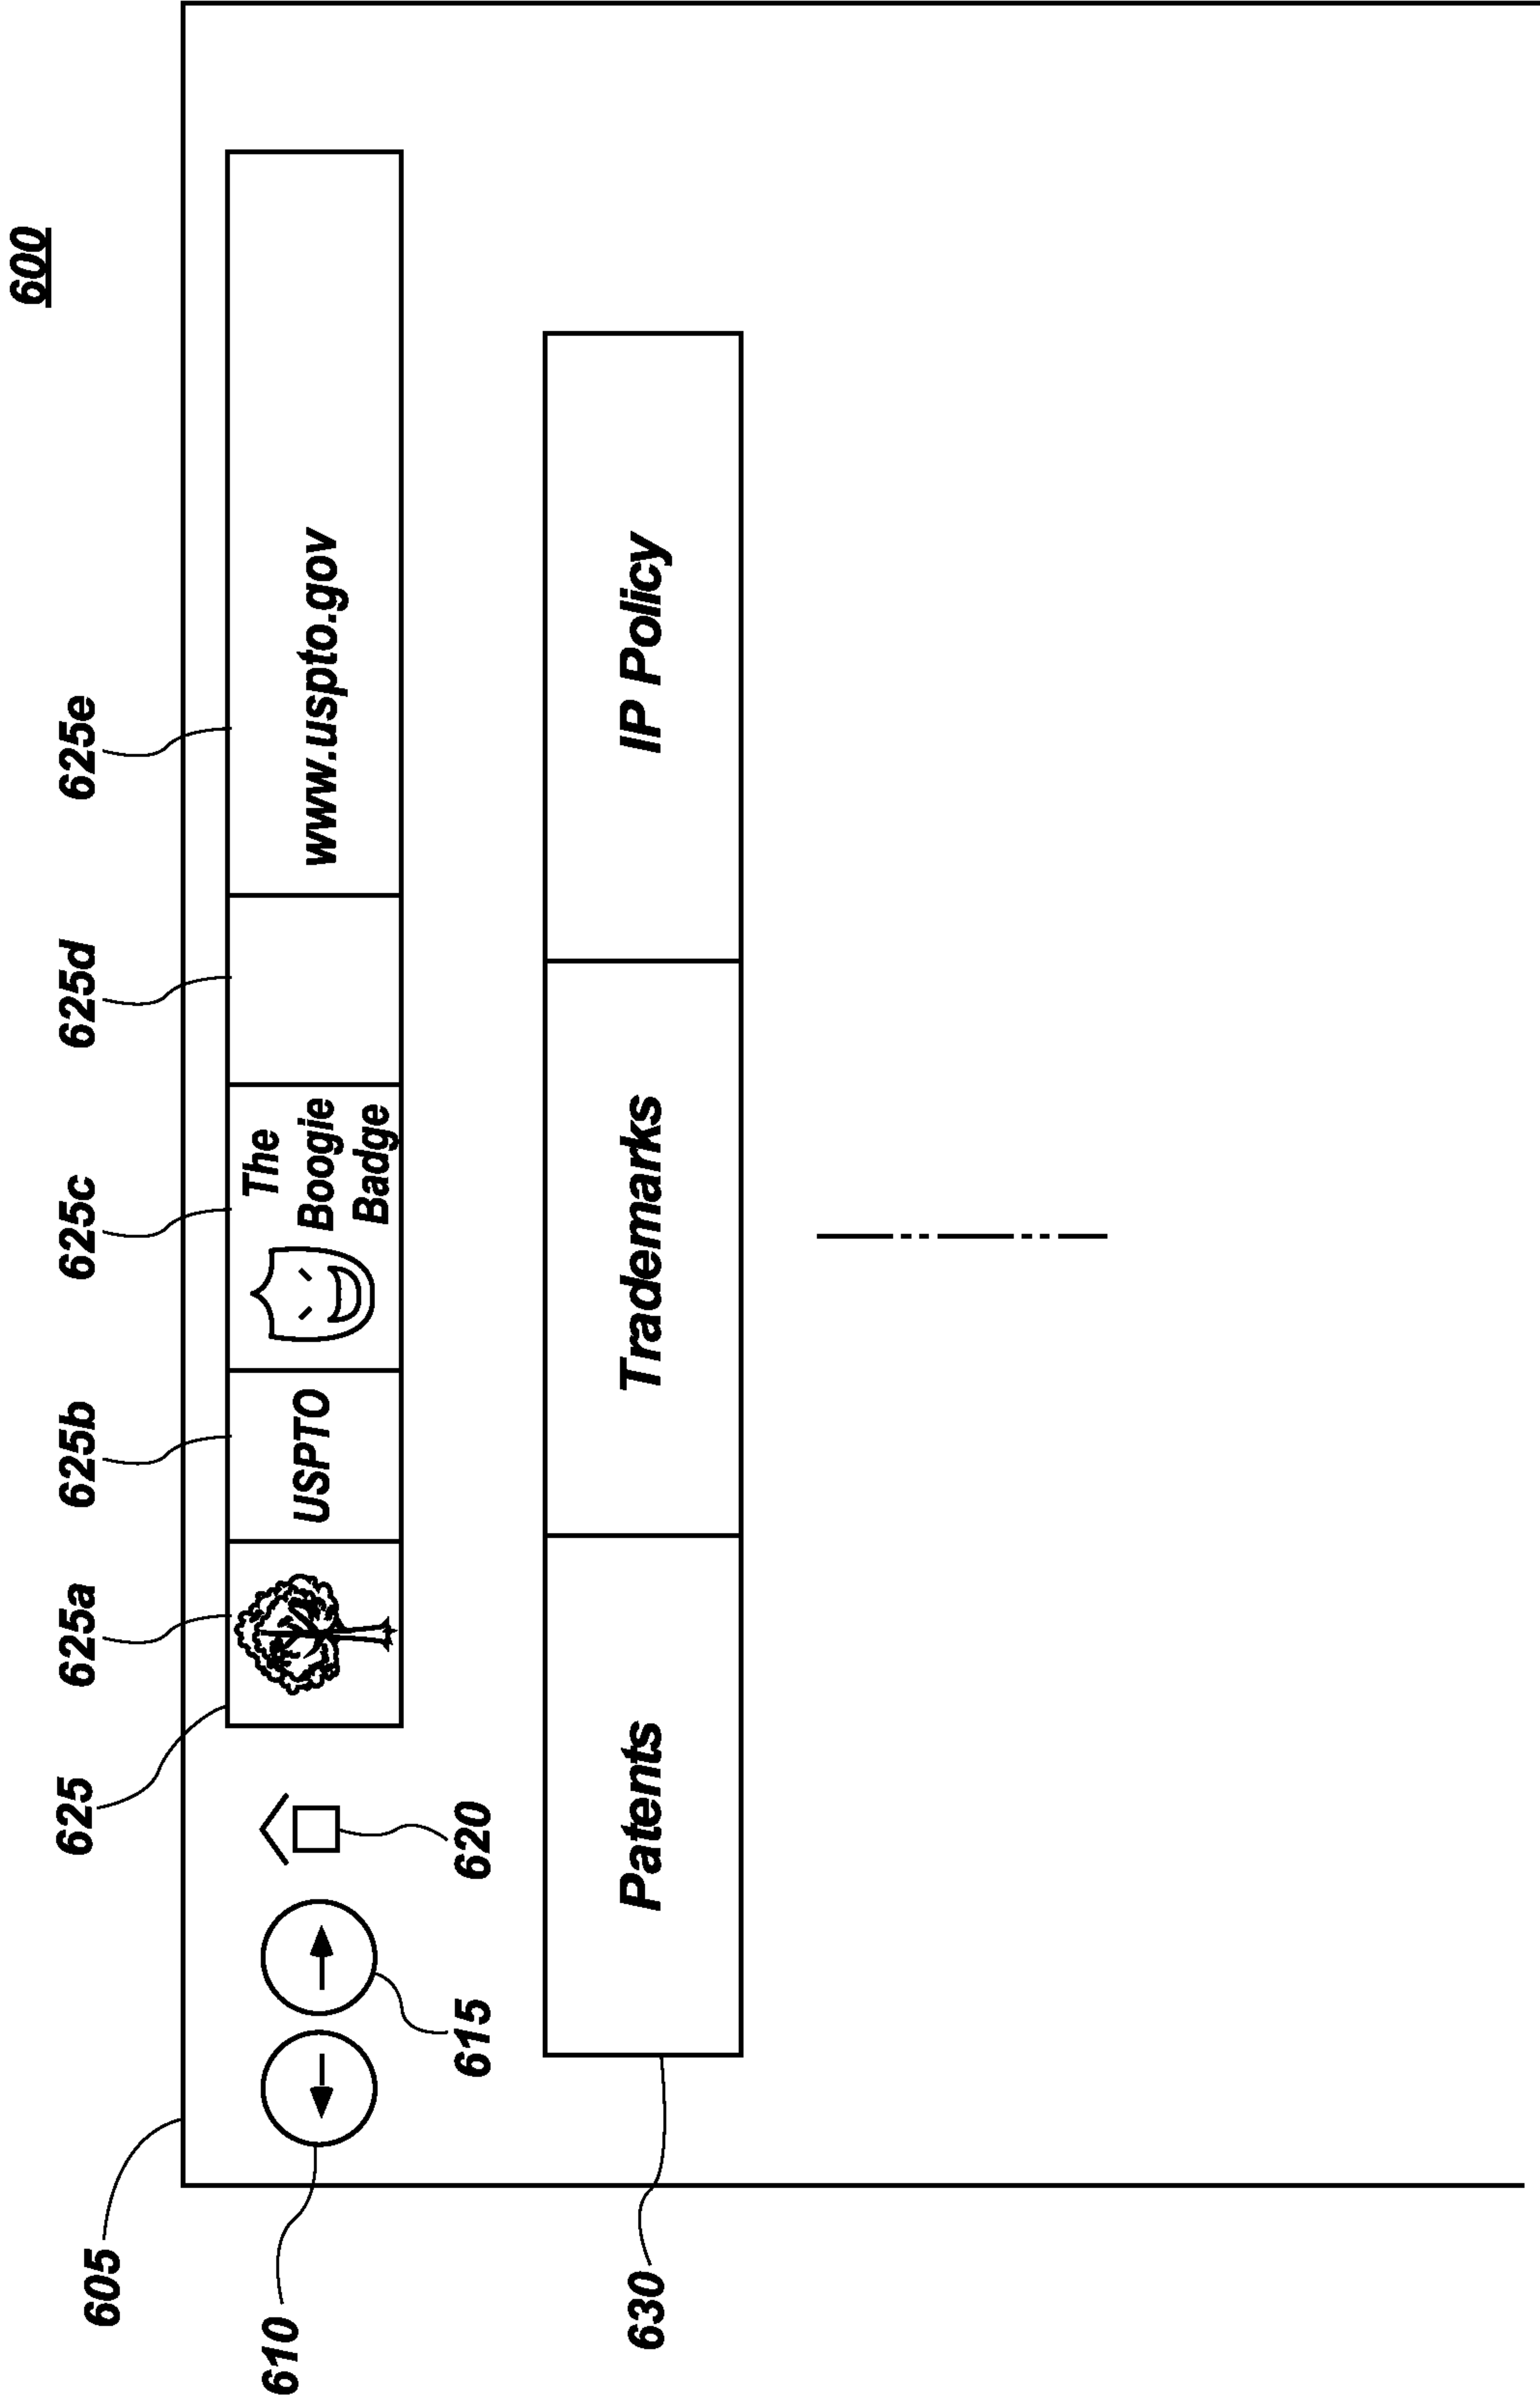 600
625
625a
625b
625c
625d
625e
605
610
615
620
USPTO
The
Boogie
Badge
www.uspto.gov
630
Patents
Trademarks
IP Policy